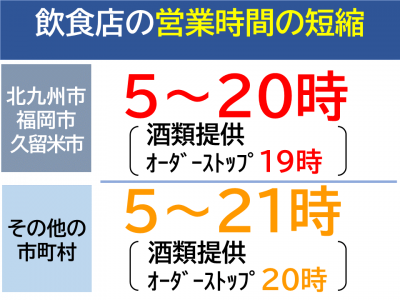 飲食店の営業時間の短縮
北九州市
福岡市
久留米市
5～20時
酒類提供
ｵｰﾀﾞｰｽﾄｯﾌﾟ 19時
その他の
市町村
5～21時
酒類提供
ｵｰﾀﾞｰｽﾄｯﾌﾟ 20時